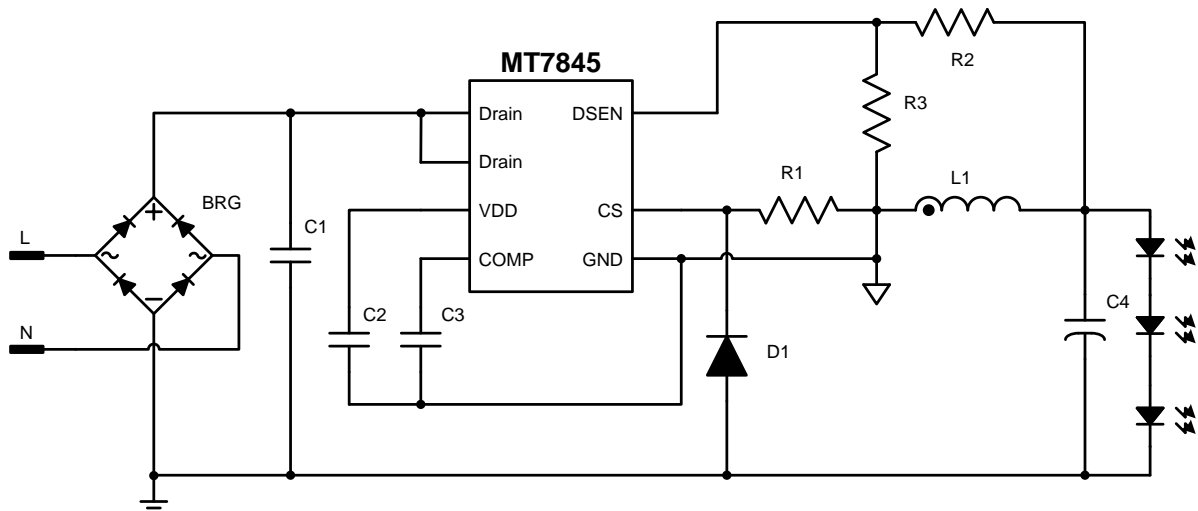 MT7845
R2
Drain
DSEN
R3
Drain
R1
L1
BRG
+
VDD
CS
C1
L
~
~
COMP
GND
−
C2
C3
C4
N
D1